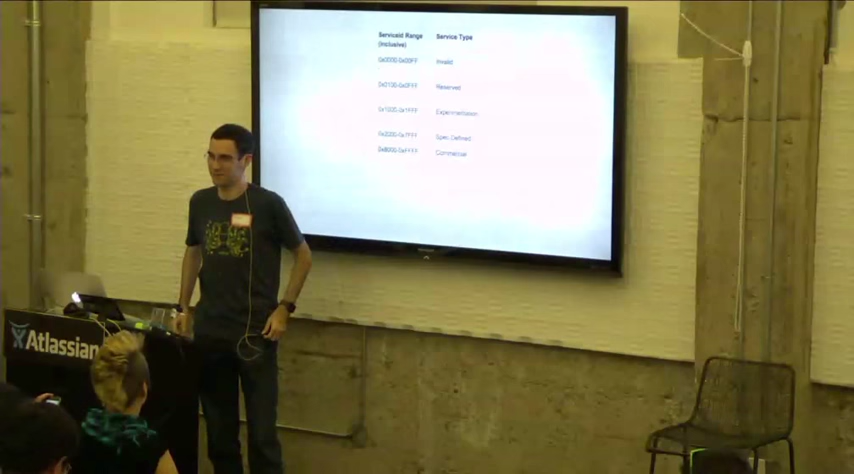 ServiceId Range Service Type
(Inclusive)
0x0000-0x00FF Invalid
0x0100-0x0FFF Reserved
0x1000-0x1FFF Experimentation
0x2000-0x7FFF Spec Defined
0x8000-0xFFFF Commercial
Atlassian